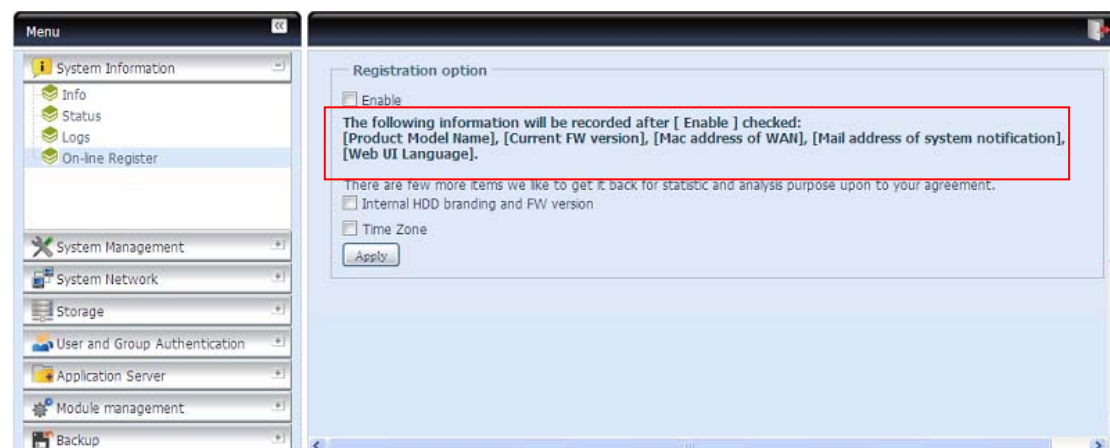 Menu
System Information
Info
Status
Logs
On-line Register
System Management
System Network
Storage
User and Group Authentication
Application Server
Module management
Backup
Registration option
Enable
The following information will be recorded after [ Enable ] checked:
[Product Model Name], [Current FW version], [Mac address of WAN], [Mail address of system notification],
[Web UI Language].
There are few more items we like to get it back for statistic and analysis purpose upon to your agreement.
Internal HDD branding and FW version
Time Zone
Apply